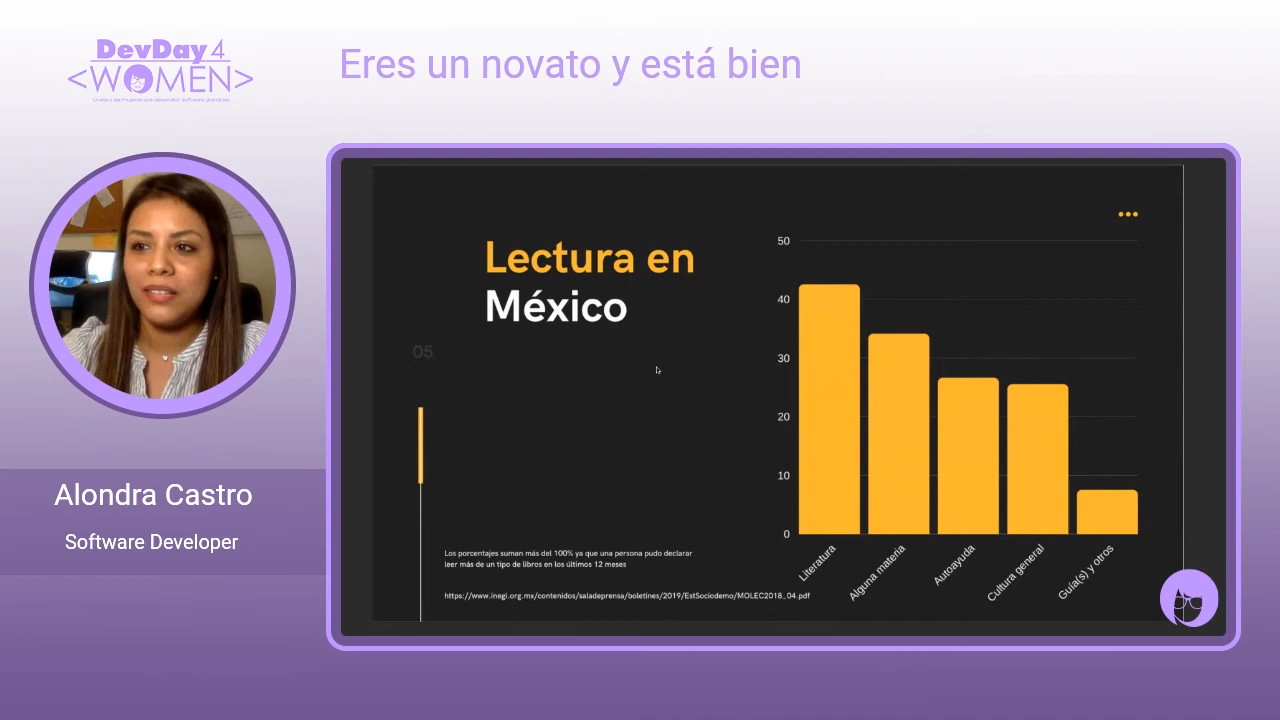 DevDay 4
<WOMEN>
Eres un novato y está bien
Alondra Castro
Software Developer
Lectura en
México
05
50
40
30
20
10
0
Literatura
Alguna materia
Autoayuda
Cultura general
Guía(s) y otros
Los porcentajes suman más del 100% ya que una persona pudo declarar
leer más de un tipo de libros en los últimos 12 meses
https://www.inegi.org.mx/contenidos/saladeprensa/boletines/2019/EstSociodemo/MOLEC2018_04.pdf